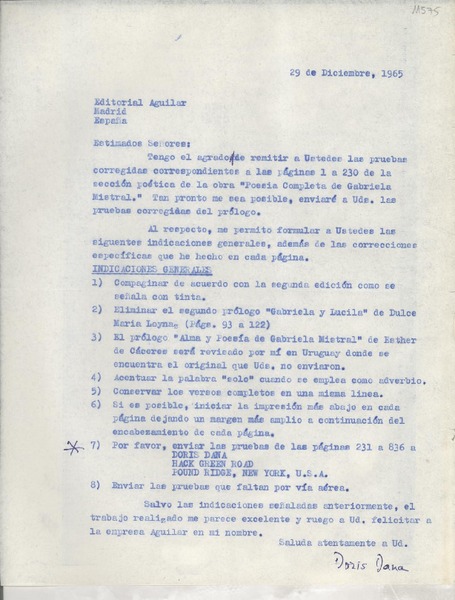 11575
29 de Diciembre, 1965
Editorial Aguilar
Madrid
España
Estimados Señores:
Tengo el agrado de remitir a Ustedes las pruebas
corregidas correspondientes a las páginas 1 a 230 de
la sección poética de la obra "Poesia Completa de Gabriela
Mistral." Tan pronto me sea posible, enviaré a Uds. las
las pruebas corregidas del prólogo.
Al respecto, me permito formular a Ustedes las
siguentes indicaciones generales, además de las correcciones
específicas que he hecho en cada página.
INDICACIONES GENERALES
1) Compaginar de acuerdo con la segunda edición como se
señala con tinta.
2) Eliminar el segundo prólogo "Gabriela y Lucila" de Dulce
Maria Loynas (Págs. 93 a 122)
3) El prólogo "Alma y Poesía de Gabriela Mistral" de Esther
de Cáceres será revisado por mí en Uruguay donde se
encuentra el original que Uds. no enviaron.
4) Acentuar la palabra "solo" cuando se emplea como adverbio.
5) Conservar los versos completos en una misma línea.
6) Si es posible, iniciar la impresión más abajo en cada
página dejando un margen más amplio a continuación del
encabezamiento de cada página.
7) Por favor, enviar las pruebas de las páginas 231 a 836 a
DORIS DANA
HACK GREEN ROAD
POUND RIDGE, NEW YORK, U.S.A.
8) Enviar las pruebas que faltan por vía aérea.
Salvo las indicaciones señaladas anteriormente, el
trabajo realizado me parece excelente y ruego a Ud. felicitar a
la empresa Aguilar en mi nombre.
Saluda atentamente a Ud.
Doris Dana